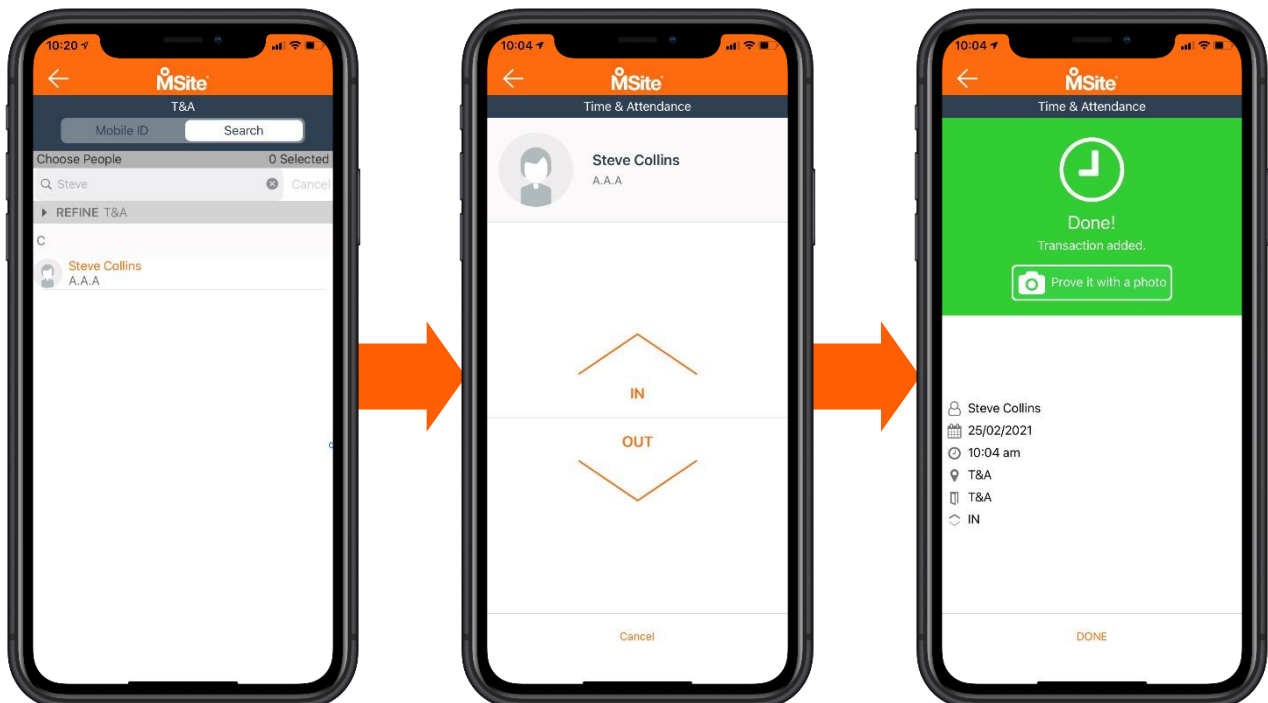 10:20
MSite
T&A
Mobile ID Search
Choose People 0 Selected
Steve Cancel
REFINE T&A
C
Steve Collins
A.A.A
10:04
MSite
Time & Attendance
Steve Collins
A.A.A
IN
OUT
Cancel
10:04
MSite
Time & Attendance
Done!
Transaction added.
Prove it with a photo
Steve Collins
25/02/2021
10:04 am
T&A
T&A
IN
DONE